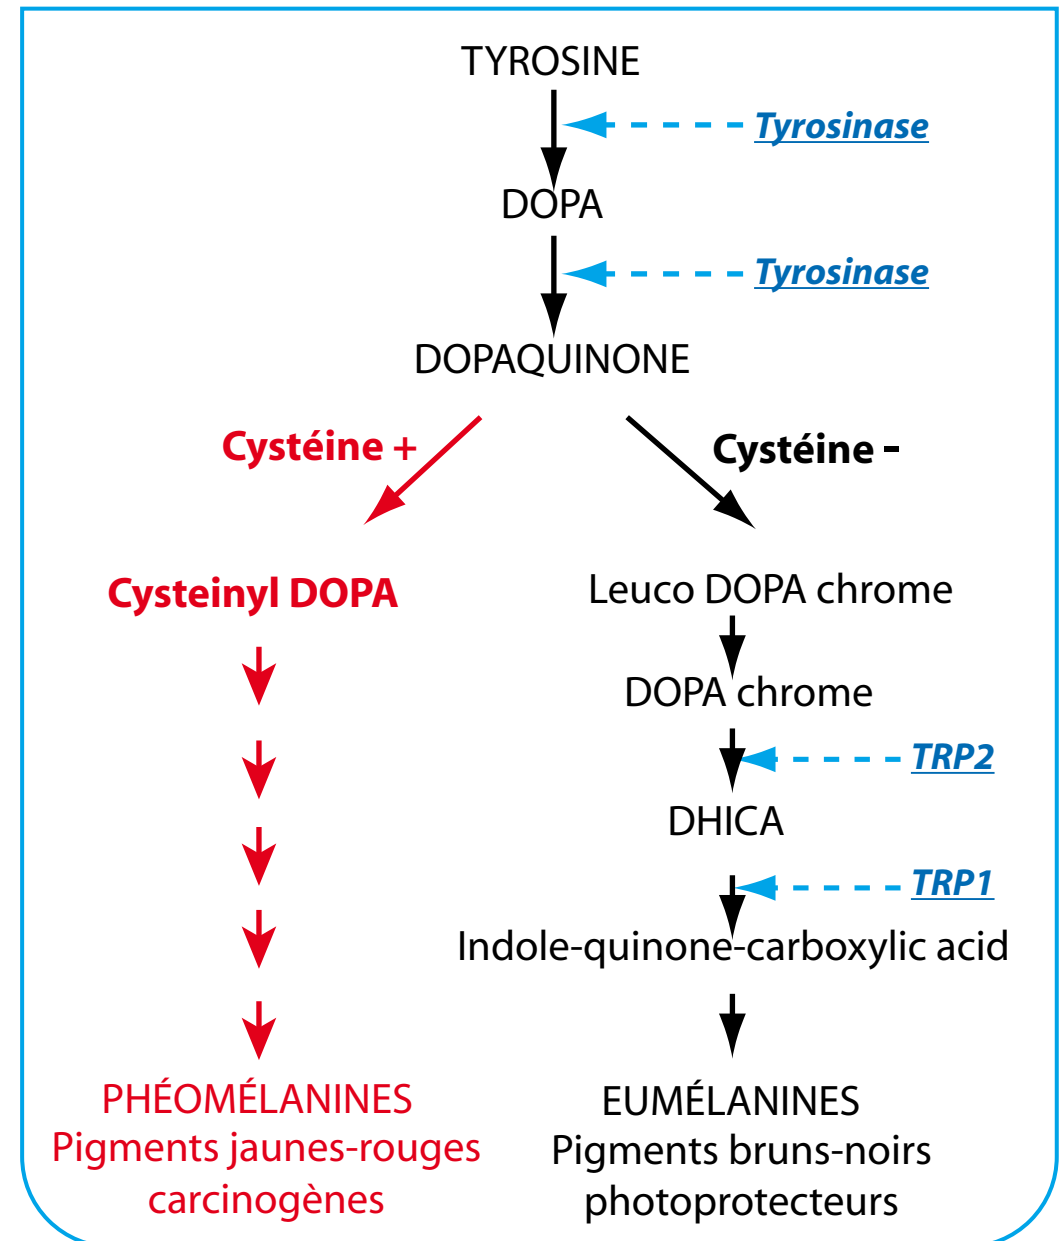 TYROSINE
Tyrosinase
DOPA
Tyrosinase
DOPAQUINONE
Cystéine +
Cystéine -
Cysteinyl DOPA
Leuco DOPA chrome
DOPA chrome
TRP2
DHICA
TRP1
Indole-quinone-carboxylic acid
PHÉOMÉLANINES
Pigments jaunes-rouges
carcinogènes
EUMÉLANINES
Pigments bruns-noirs
photoprotecteurs